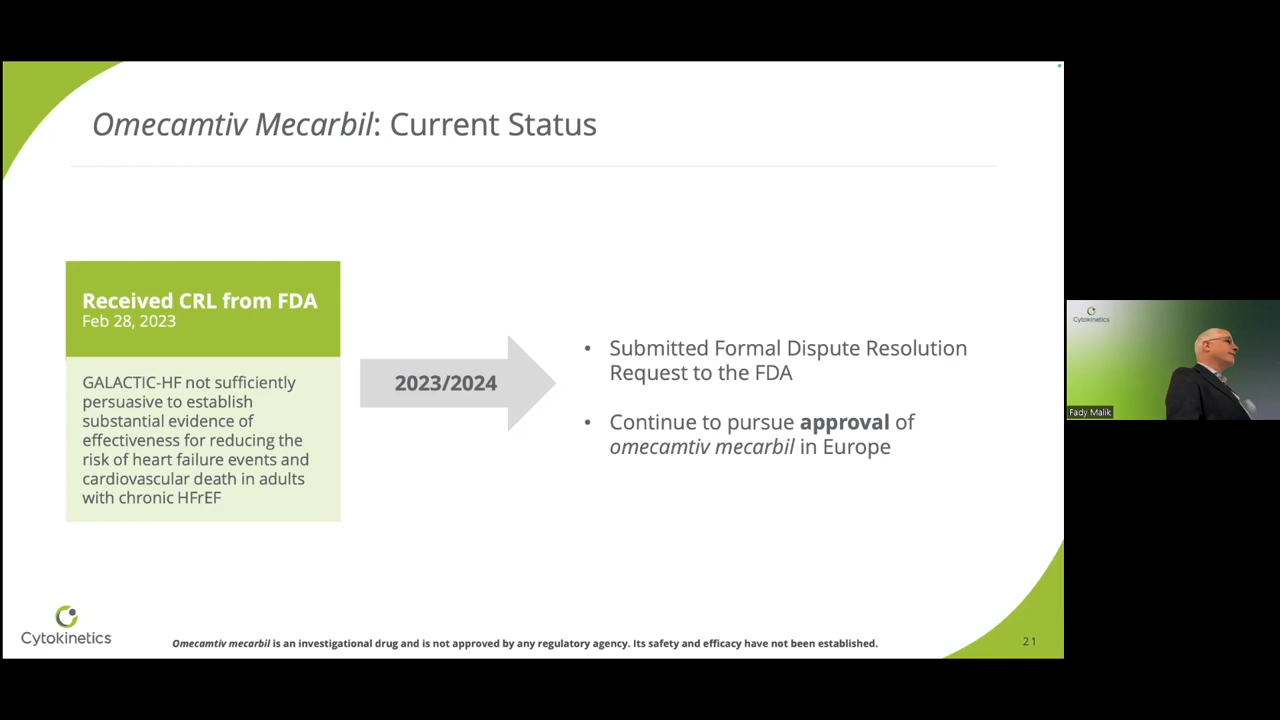 Omecamtiv Mecarbil: Current Status
Received CRL from FDA
Feb 28, 2023
GALACTIC-HF not sufficiently
persuasive to establish
substantial evidence of
effectiveness for reducing the
risk of heart failure events and
cardiovascular death in adults
with chronic HFrEF
2023/2024
• Submitted Formal Dispute Resolution
Request to the FDA
• Continue to pursue approval of
omecamtiv mecarbil in Europe
Cytokinetics
Omecamtiv mecarbil is an investigational drug and is not approved by any regulatory agency. Its safety and efficacy have not been established.
21
Cytokinetics
Fady Malik